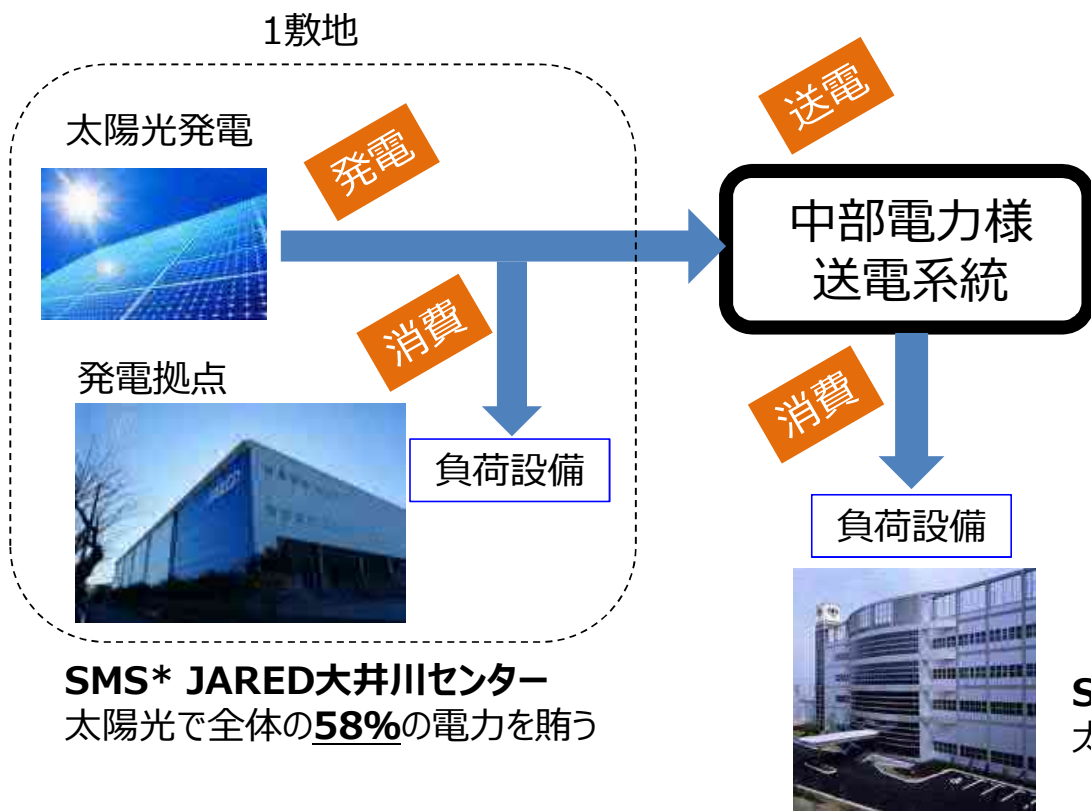 1敷地
太陽光発電
発電
送電
中部電力様
送電系統
消費
発電拠点
負荷設備
消費
負荷設備
SMS* JARED大井川センター
太陽光で全体の58%の電力を賄う
S
太